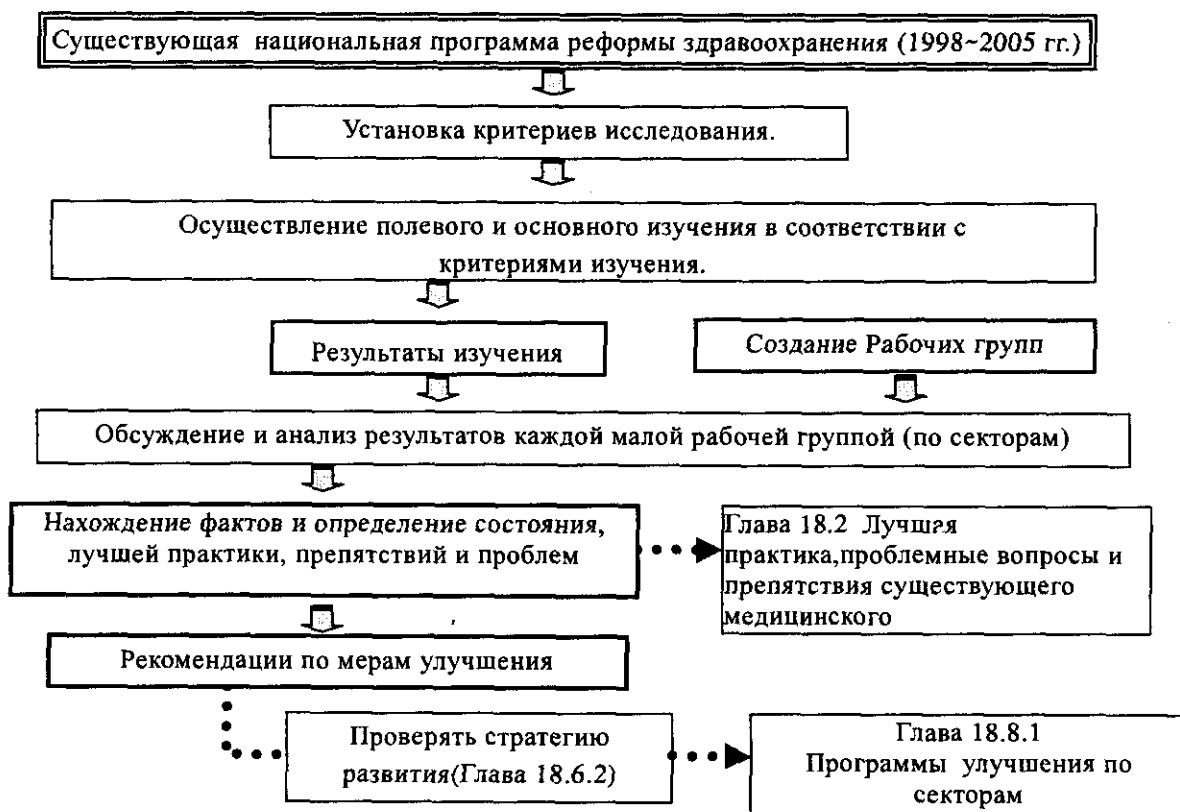 Существующая национальная программа реформы здравоохранения (1998~2005 гг.)
Установка критериев исследования.
Осуществление полевого и основного изучения в соответствии с
критериями изучения.
Результаты изучения
Создание Рабочих групп
Обсуждение и анализ результатов каждой малой рабочей группой (по секторам)
Нахождение фактов и определение состояния,
лучшей практики, препятствий и проблем
Глава 18.2 Лучшая
практика,проблемные вопросы и
препятствия существующего
медицинского
Рекомендации по мерам улучшения
Проверять стратегию
развития(Глава 18.6.2)
Глава 18.8.1
Программы улучшения по
секторам